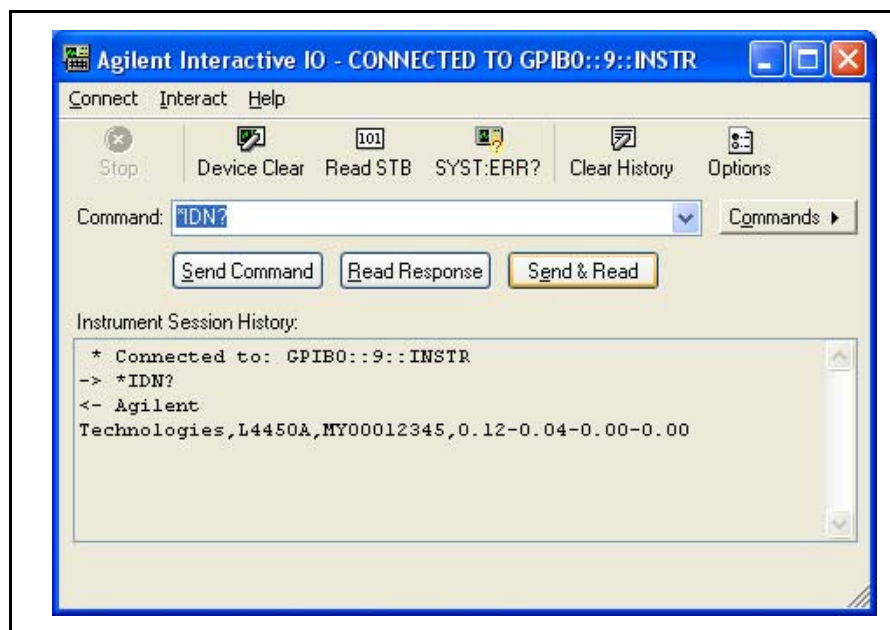 Agilent Interactive IO - CONNECTED TO GPIB0::9::INSTR
Connect Interact Help
101
Stop Device Clear Read STB SYST:ERR? Clear History Options
Command: *IDN? Commands
Send Command Read Response Send & Read
Instrument Session History:
* Connected to: GPIB0::9::INSTR
-> *IDN?
<- Agilent
Technologies,L4450A,MY00012345,0.12-0.04-0.00-0.00